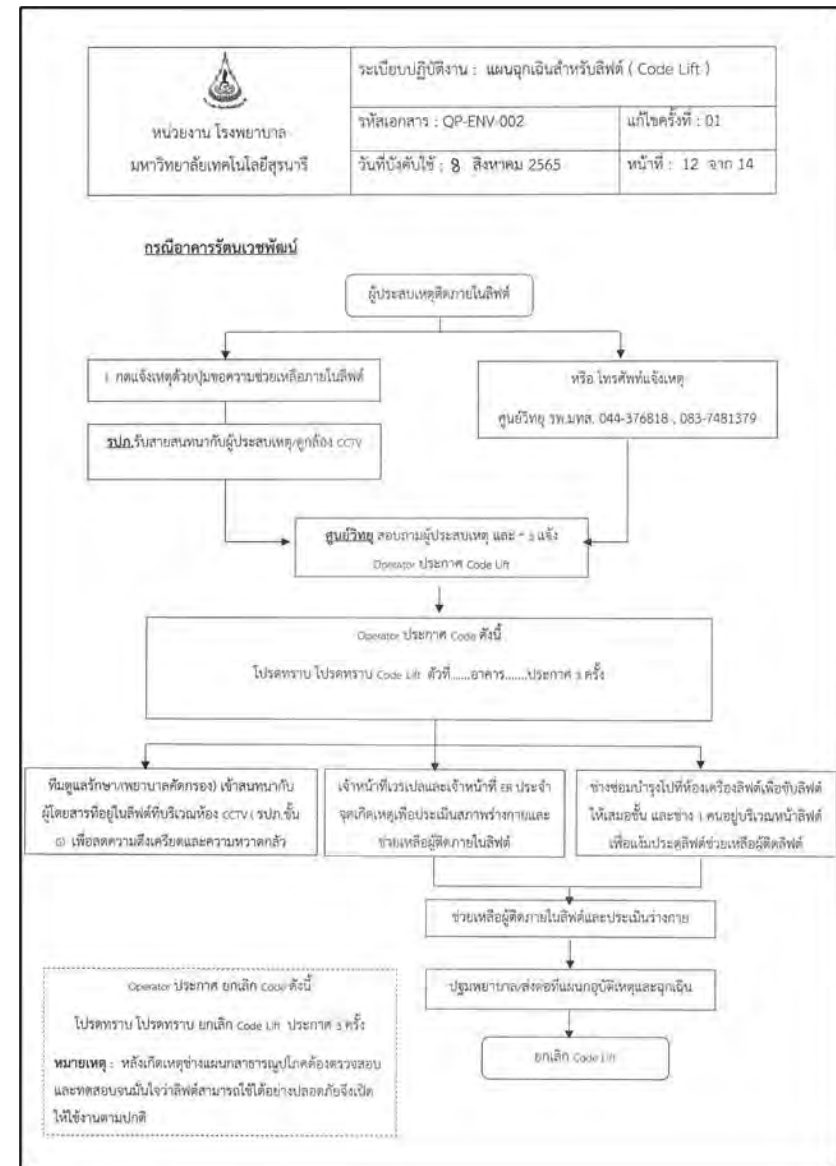 ระเบียบปฏิบัติงาน : แผนฉุกเฉินสำหรับลิฟต์ ( Code Lift )
หน่วยงาน โรงพยาบาล
มหาวิทยาลัยเทคโนโลยีสุรนารี
รหัสเอกสาร : QP-ENV-002
แก้ไขครั้งที่ : 01
วันที่บังคับใช้ : 8 สิงหาคม 2565
หน้าที่ : 12 จาก 14
กรณีอาคารรัตนเวชพัฒน์
ผู้ประสบเหตุติดภายในลิฟต์
1 กดแจ้งเหตุด้วยปุ่มขอความช่วยเหลือภายในลิฟต์
หรือ โทรศัพท์แจ้งเหตุ
ศูนย์วิทยุ รพ.มทส. 044-376818 , 083-7481379
รปภ.รับสายสนทนากับผู้ประสบเหตุ/ดูกล้อง CCTV
ศูนย์วิทยุ สอบถามผู้ประสบเหตุ และ แจ้ง
Operator ประกาศ Code Lift
Operator ประกาศ Code ดังนี้
โปรดทราบ โปรดทราบ Code Lift ตัวที่......อาคาร.......ประกาศ 3 ครั้ง
ทีมดูแลรักษา/พยาบาลคัดกรอง) เข้าสนทนากับ
ผู้โดยสารที่อยู่ในลิฟต์ที่บริเวณห้อง CCTV ( รปภ.ชั้น
G) เพื่อลดความตึงเครียดและความหวาดกลัว
เจ้าหน้าที่เวรเปลและเจ้าหน้าที่ ER ประจำ
จุดเกิดเหตุเพื่อประเมินสภาพร่างกายและ
ช่วยเหลือผู้ติดภายในลิฟต์
ช่างซ่อมบำรุงไปที่ห้องเครื่องลิฟต์เพื่อขับลิฟต์
ให้เสมอชั้น และช่าง 1 คนอยู่บริเวณหน้าลิฟต์
เพื่อแง้มประตูลิฟต์ช่วยเหลือผู้ติดลิฟต์
ช่วยเหลือผู้ติดภายในลิฟต์และประเมินร่างกาย
ปฐมพยาบาล/ส่งต่อที่แผนกอุบัติเหตุและฉุกเฉิน
ยกเลิก Code Lift
Operator ประกาศ ยกเลิก Code ดังนี้
โปรดทราบ โปรดทราบ ยกเลิก Code Lift ประกาศ 3 ครั้ง
หมายเหตุ : หลังเกิดเหตุช่างแผนกสาธารณูปโภคต้องตรวจสอบ
และทดสอบจนมั่นใจว่าลิฟต์สามารถใช้ได้อย่างปลอดภัยจึงเปิด
ให้ใช้งานตามปกติ